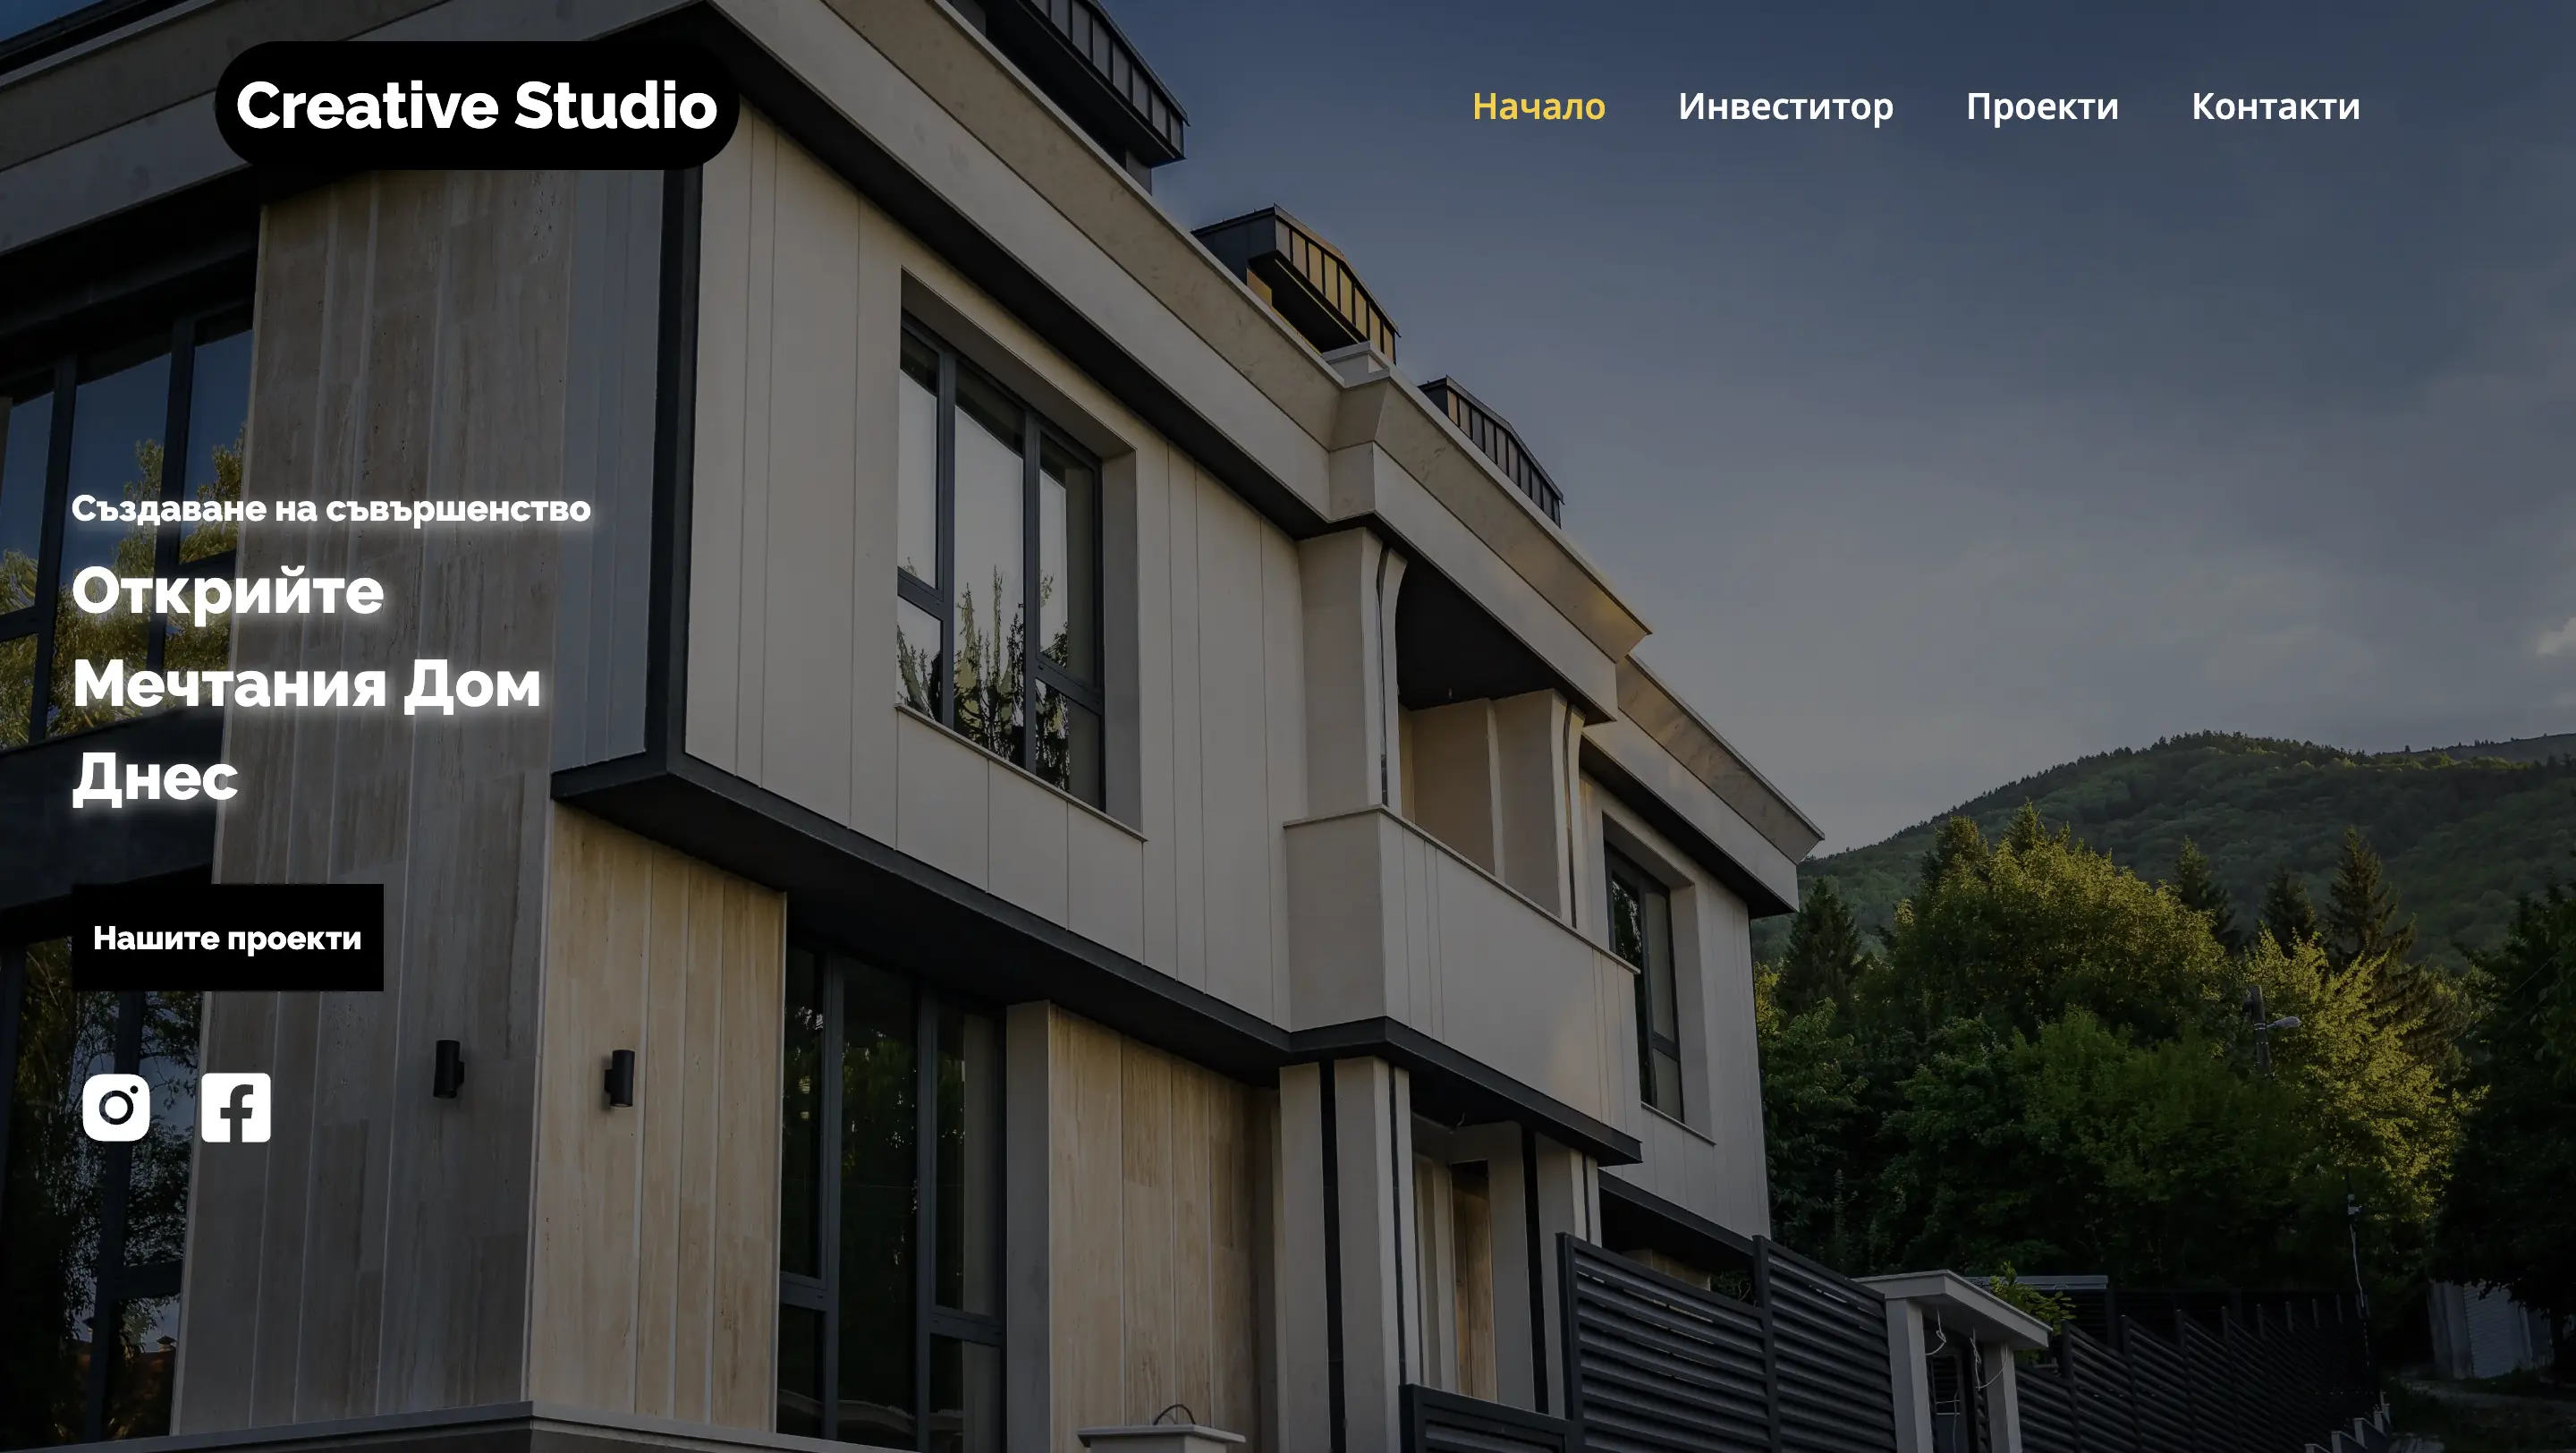 Creative Studio
Начало Инвеститор Проекти Контакти
Създаване на съвършенство
Открийте
Мечтания Дом
Днес
Нашите проекти